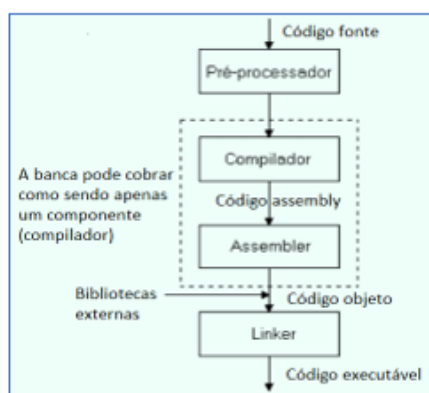 Código fonte
Pré-processador
Compilador
A banca pode cobrar
como sendo apenas
um componente
(compilador)
Código assembly
Assembler
Bibliotecas
externas
Código objeto
Linker
Código executável